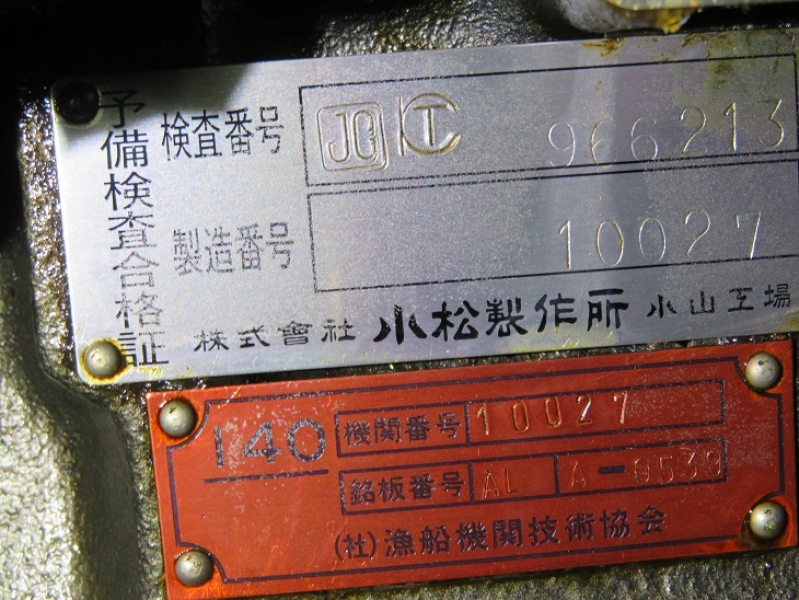 予備検査合格証
検査番号 JG HK 966213
製造番号 10027
株式會社 小松製作所 小山工場
140
機関番号 10027
銘板番号 AL A-0539
(社)漁船機関技術協会